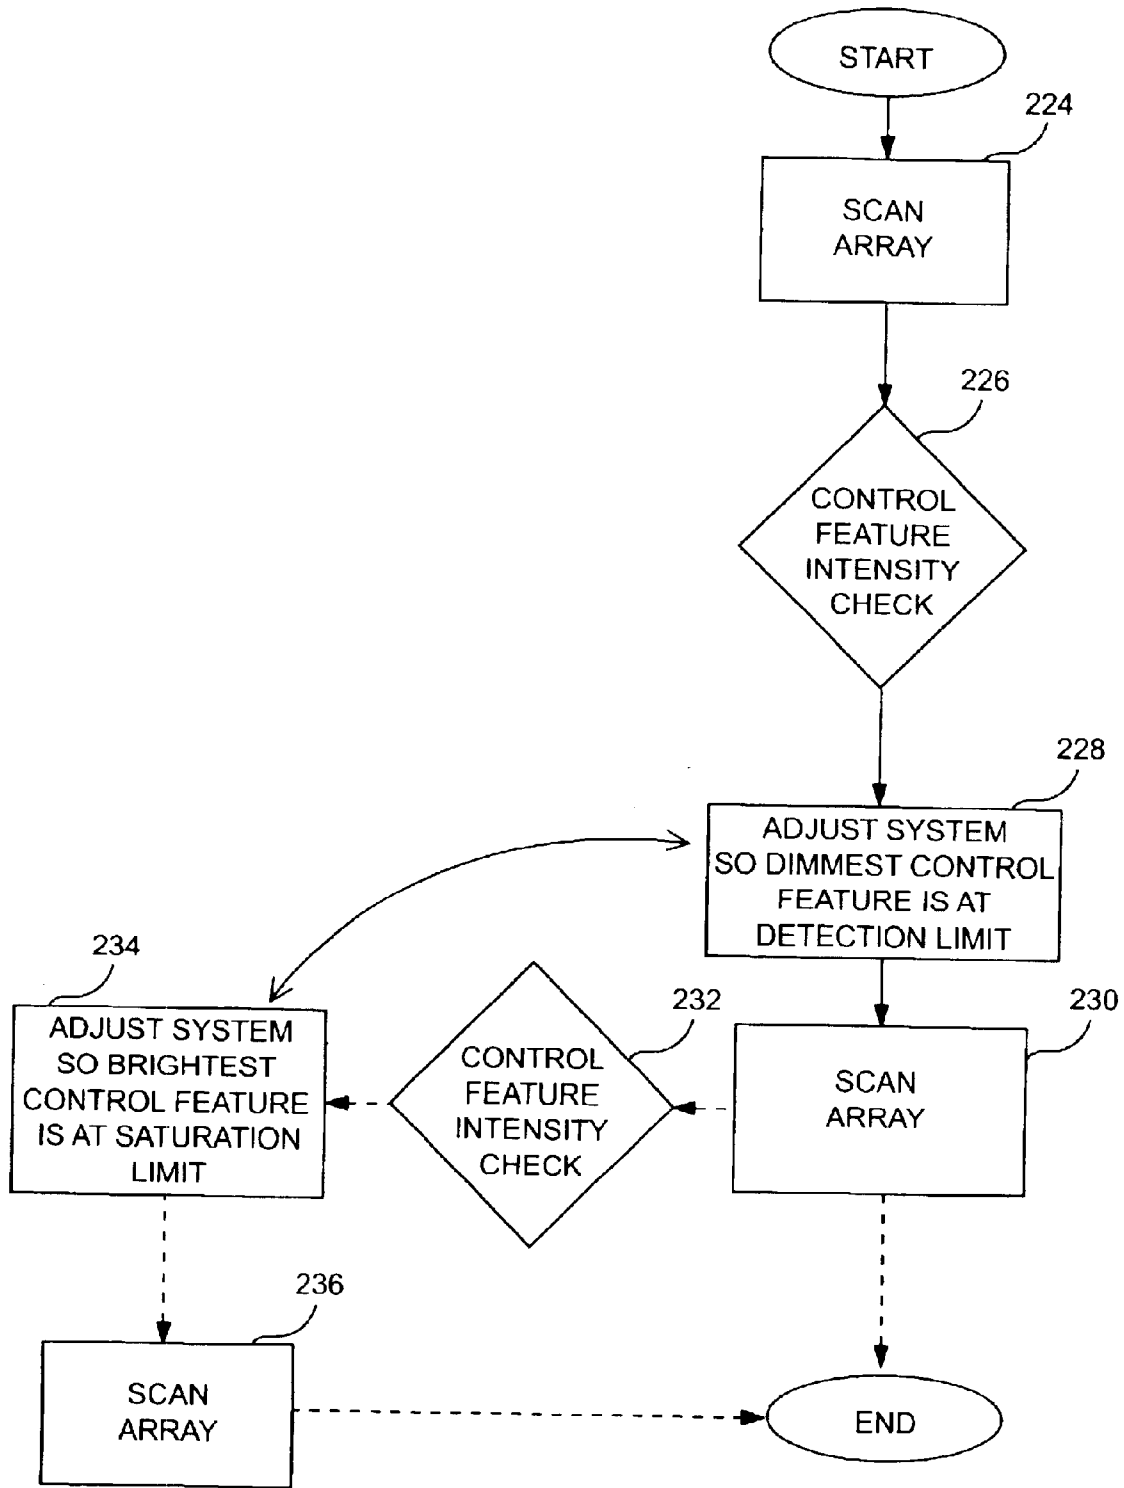 START
224
SCAN
ARRAY
226
CONTROL
FEATURE
INTENSITY
CHECK
228
ADJUST SYSTEM
SO DIMMEST CONTROL
FEATURE IS AT
DETECTION LIMIT
230
SCAN
ARRAY
232
CONTROL
FEATURE
INTENSITY
CHECK
234
ADJUST SYSTEM
SO BRIGHTEST
CONTROL FEATURE
IS AT SATURATION
LIMIT
236
SCAN
ARRAY
END